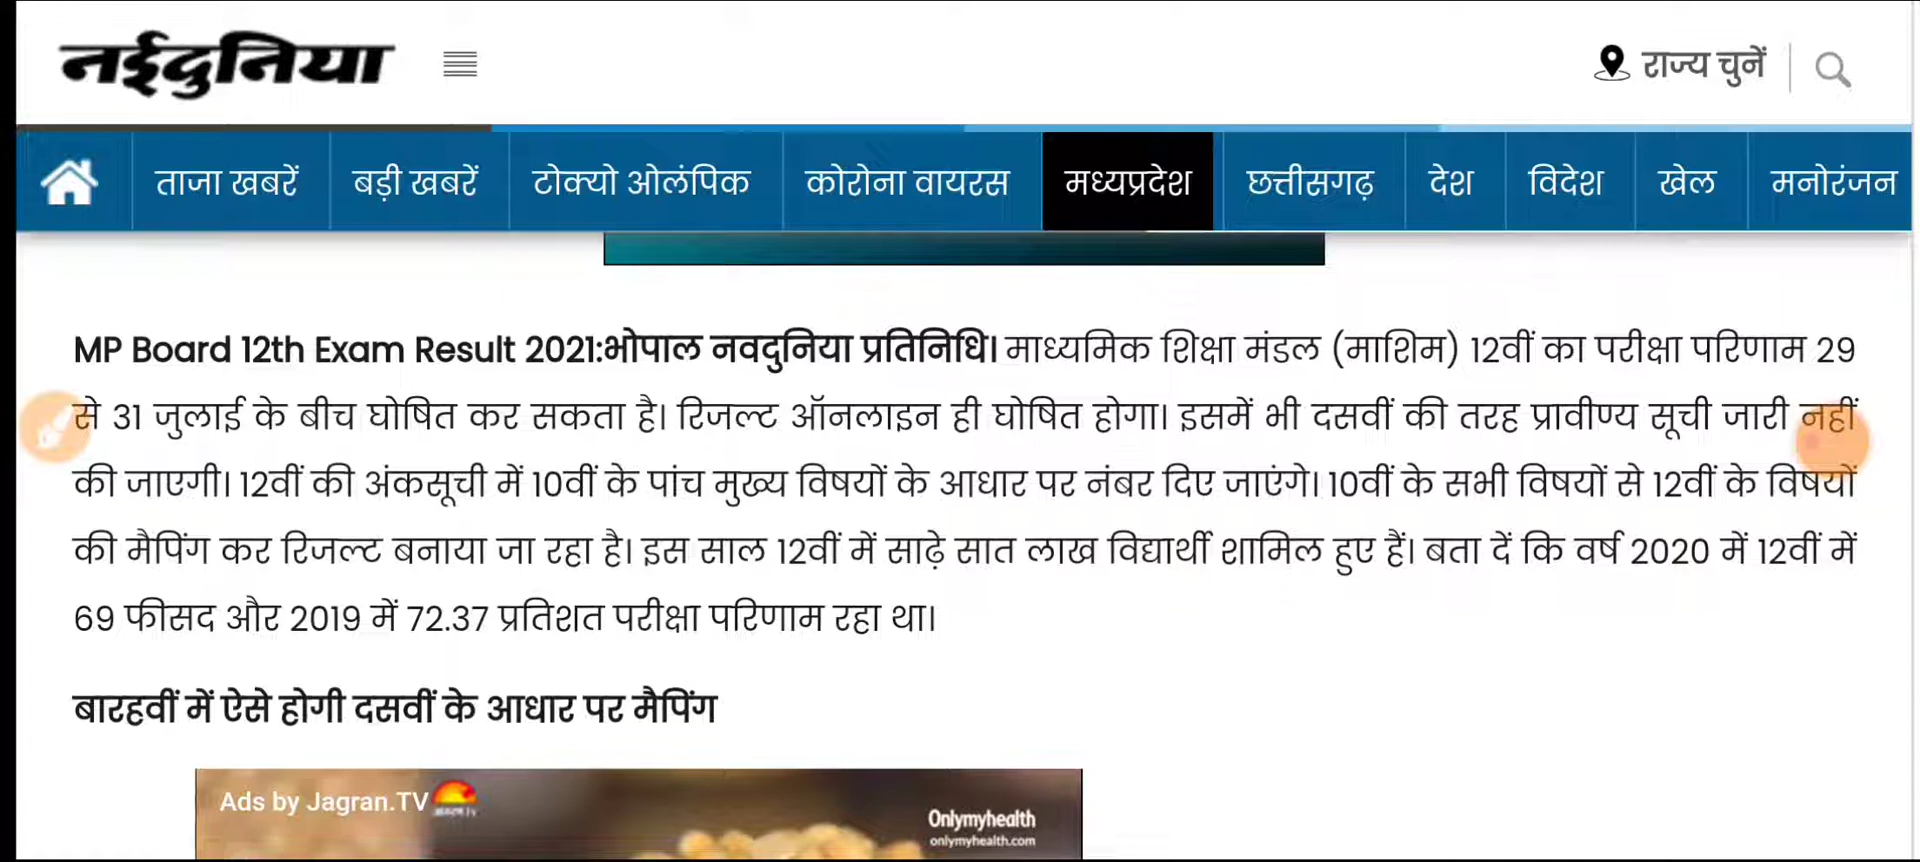 नईदुनिया
राज्य चुनें
ताजा खबरें बड़ी खबरें टोक्यो ओलंपिक कोरोना वायरस मध्यप्रदेश छत्तीसगढ़ देश विदेश खेल मनोरंजन
MP Board 12th Exam Result 2021:भोपाल नवदुनिया प्रतिनिधि। माध्यमिक शिक्षा मंडल (माशिम) 12वीं का परीक्षा परिणाम 29
से 31 जुलाई के बीच घोषित कर सकता है। रिजल्ट ऑनलाइन ही घोषित होगा। इसमें भी दसवीं की तरह प्रावीण्य सूची जारी नहीं
की जाएगी। 12वीं की अंकसूची में 10वीं के पांच मुख्य विषयों के आधार पर नंबर दिए जाएंगे। 10वीं के सभी विषयों से 12वीं के विषयों
की मैपिंग कर रिजल्ट बनाया जा रहा है। इस साल 12वीं में साढ़े सात लाख विद्यार्थी शामिल हुए हैं। बता दें कि वर्ष 2020 में 12वीं में
69 फीसद और 2019 में 72.37 प्रतिशत परीक्षा परिणाम रहा था।
बारहवीं में ऐसे होगी दसवीं के आधार पर मैपिंग
Ads by Jagran.TV
Onlymyhealth
onlymyhealth.com